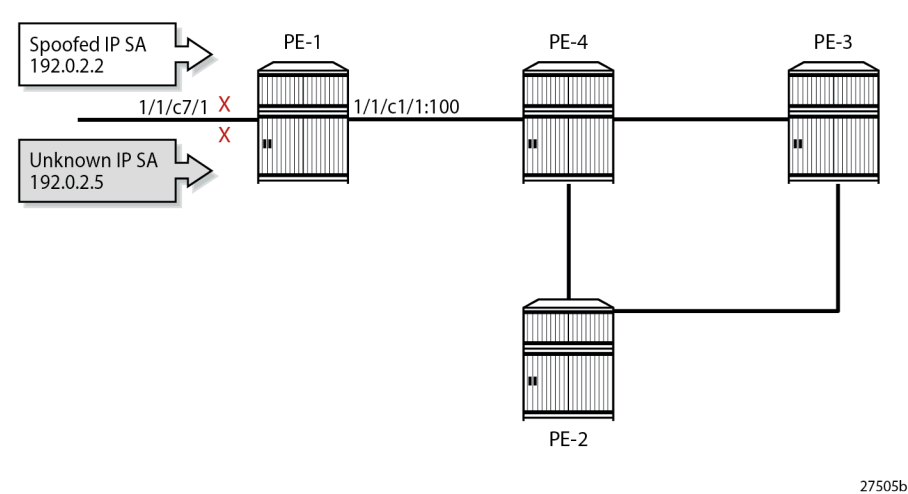 Spoofed IP SA
192.0.2.2
PE-1
PE-4
PE-3
1/1/c7/1 X
1/1/c1/1:100
X
Unknown IP SA
192.0.2.5
PE-2
27505b